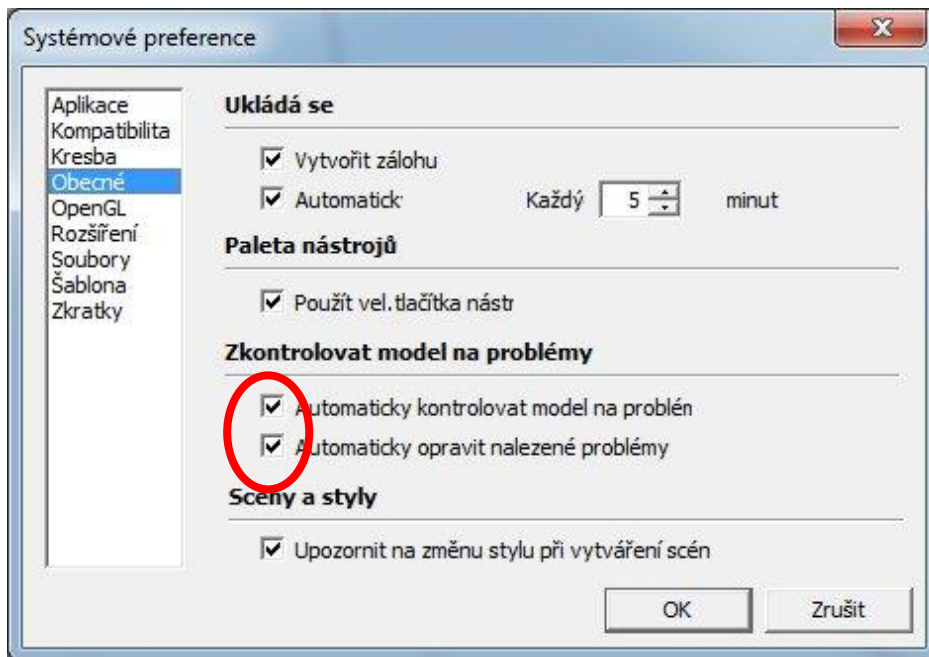 Systémové preference
Aplikace
Kompatibilita
Kresba
Obecné
OpenGL
Rozšíření
Soubory
Šablona
Zkratky
Ukládá se
Vytvořit zálohu
Automatick Každý 5 minut
Paleta nástrojů
Použít vel.tlačítka nástr
Zkontrolovat model na problémy
Automaticky kontrolovat model na problén
Automaticky opravit nalezené problémy
Scény a styly
Upozornit na změnu stylu při vytváření scén
OK Zrušit